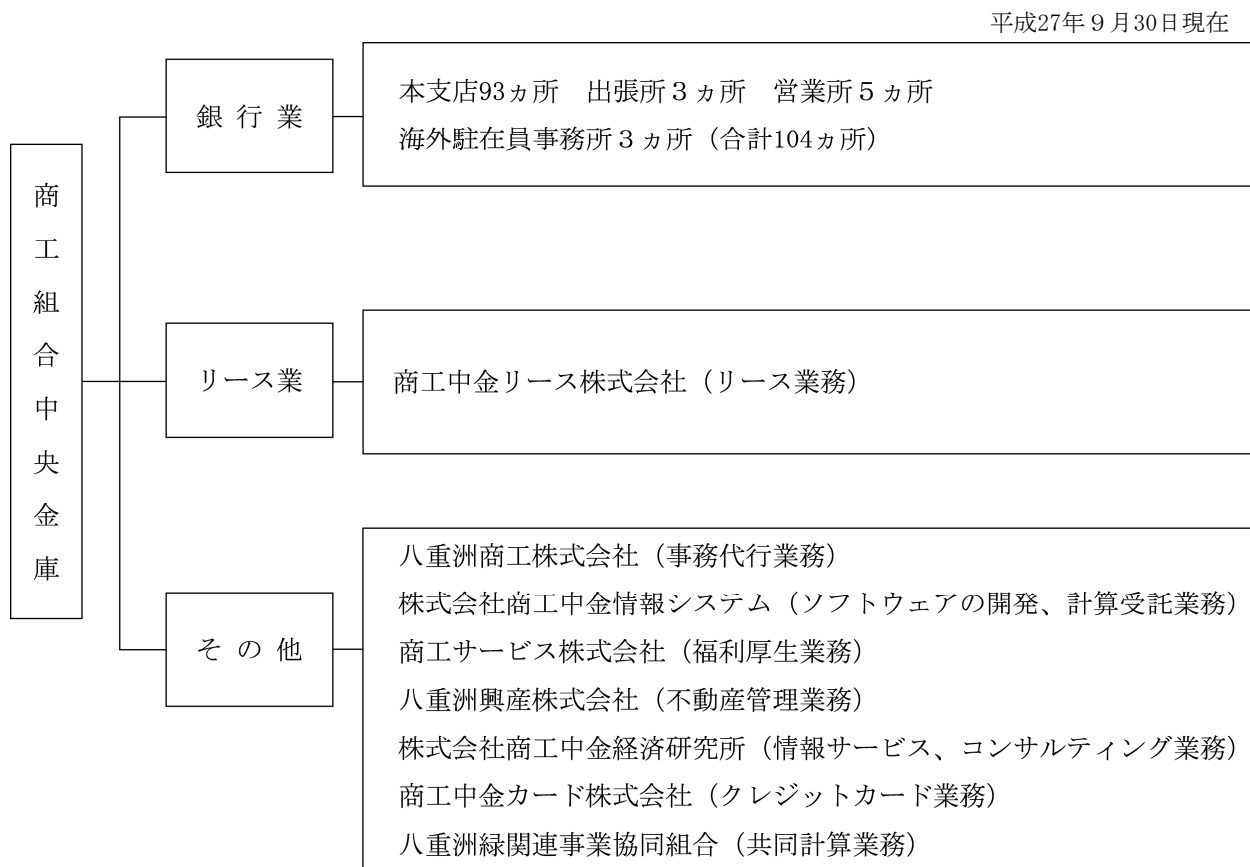 平成27年９月30日現在
商工組合中央金庫
銀行業
本支店93ヵ所　出張所３ヵ所　営業所５ヵ所
海外駐在員事務所３ヵ所（合計104ヵ所）
リース業
商工中金リース株式会社（リース業務）
その他
八重洲商工株式会社（事務代行業務）
株式会社商工中金情報システム（ソフトウェアの開発、計算受託業務）
商工サービス株式会社（福利厚生業務）
八重洲興産株式会社（不動産管理業務）
株式会社商工中金経済研究所（情報サービス、コンサルティング業務）
商工中金カード株式会社（クレジットカード業務）
八重洲緑関連事業協同組合（共同計算業務）